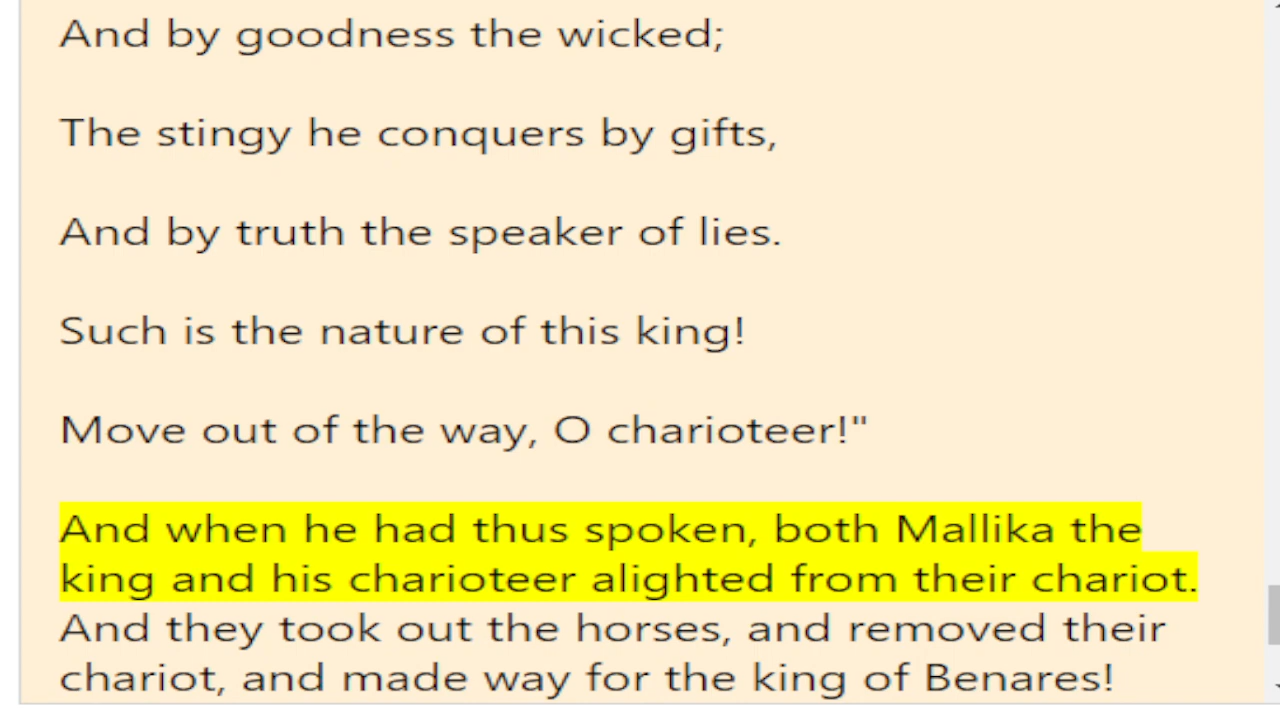 And by goodness the wicked;
The stingy he conquers by gifts,
And by truth the speaker of lies.
Such is the nature of this king!
Move out of the way, O charioteer!"
And when he had thus spoken, both Mallika the
king and his charioteer alighted from their chariot.
And they took out the horses, and removed their
chariot, and made way for the king of Benares!